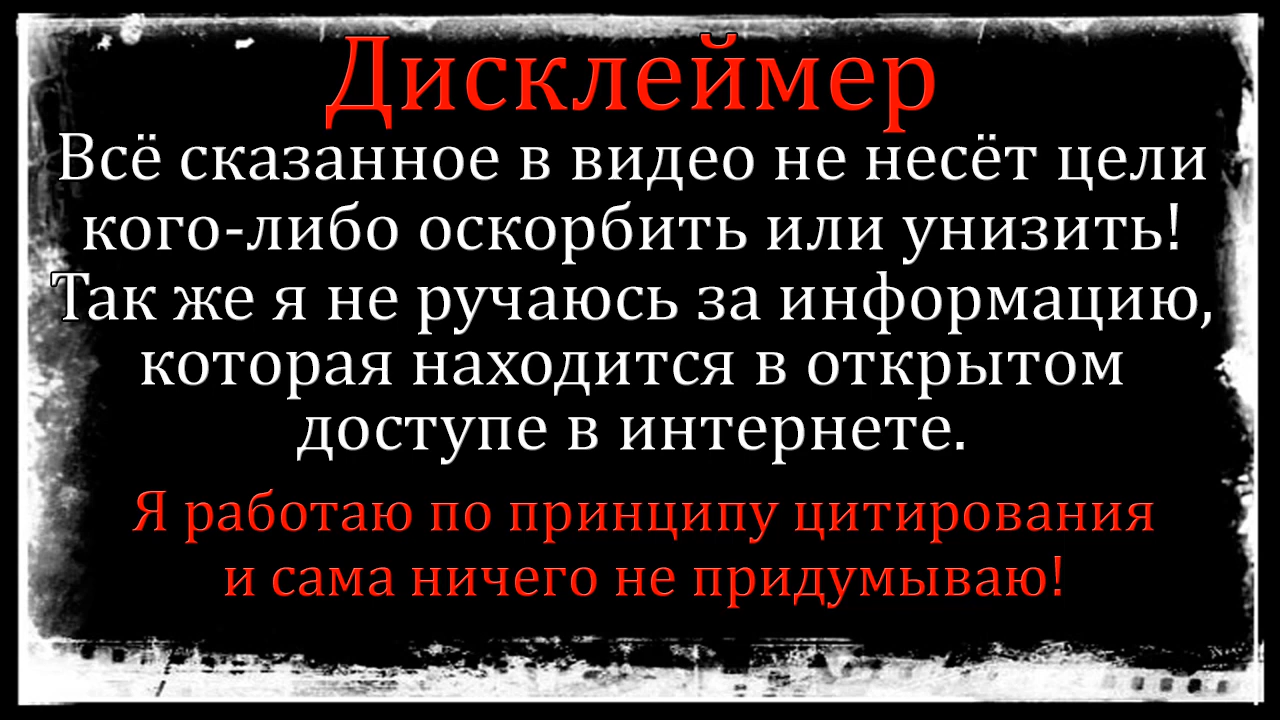 Дисклеймер
Всё сказанное в видео не несёт цели
кого-либо оскорбить или унизить!
Так же я не ручаюсь за информацию,
которая находится в открытом
доступе в интернете.
Я работаю по принципу цитирования
и сама ничего не придумываю!